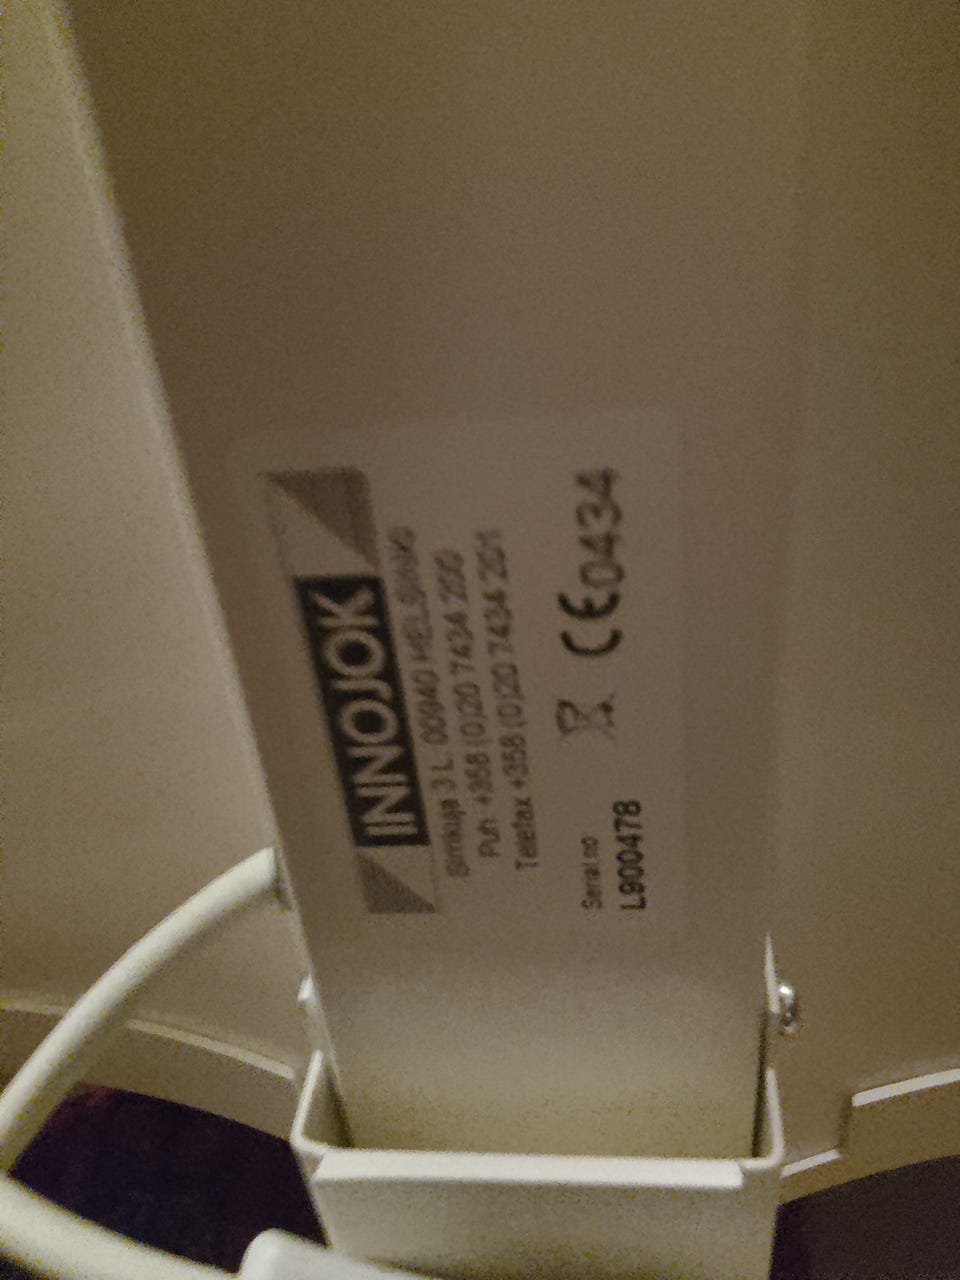 INNOJOK
Sirrikuja 3 L. 00940 HELSINKI
Puh +358 (0)20 7434 200
Telefax +358 (0)20 7434 201
CE0434
Serial.no
L900478